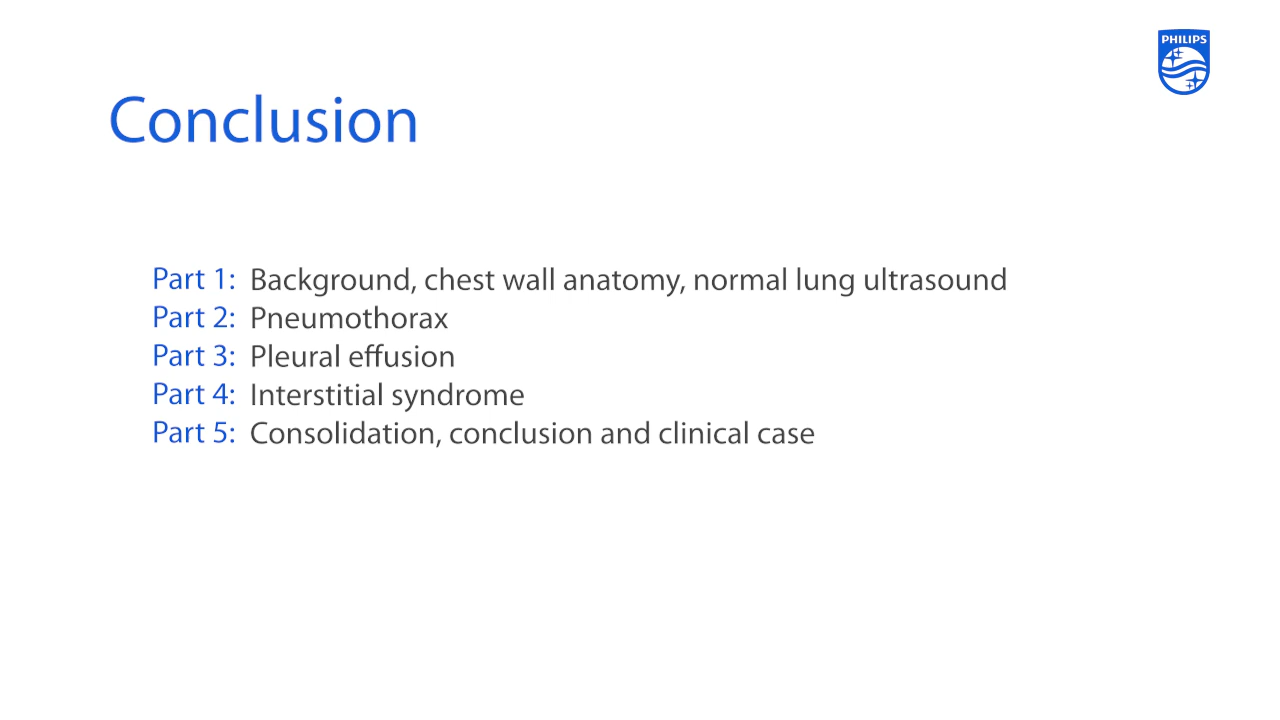 PHILIPS
Conclusion
Part 1: Background, chest wall anatomy, normal lung ultrasound
Part 2: Pneumothorax
Part 3: Pleural effusion
Part 4: Interstitial syndrome
Part 5: Consolidation, conclusion and clinical case